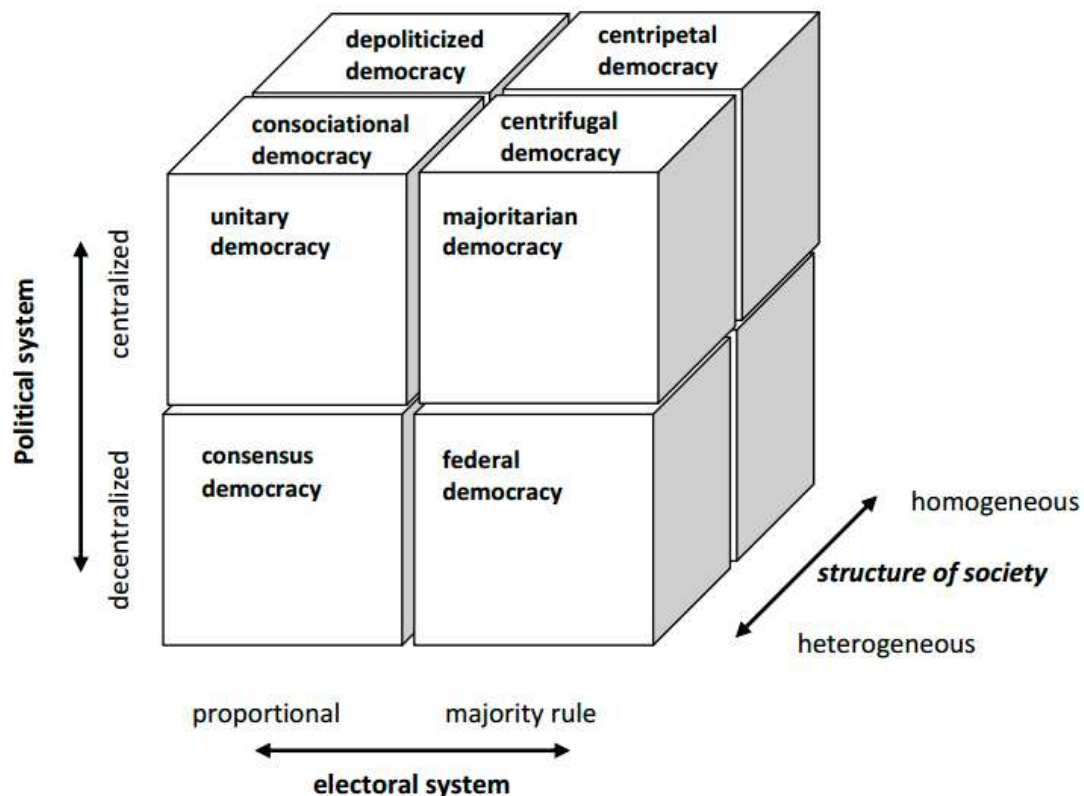 depoliticized
democracy
centripetal
democracy
consociational
democracy
centrifugal
democracy
unitary
democracy
majoritarian
democracy
consensus
democracy
federal
democracy
Political system
centralized
decentralized
homogeneous
structure of society
heterogeneous
proportional
majority rule
electoral system